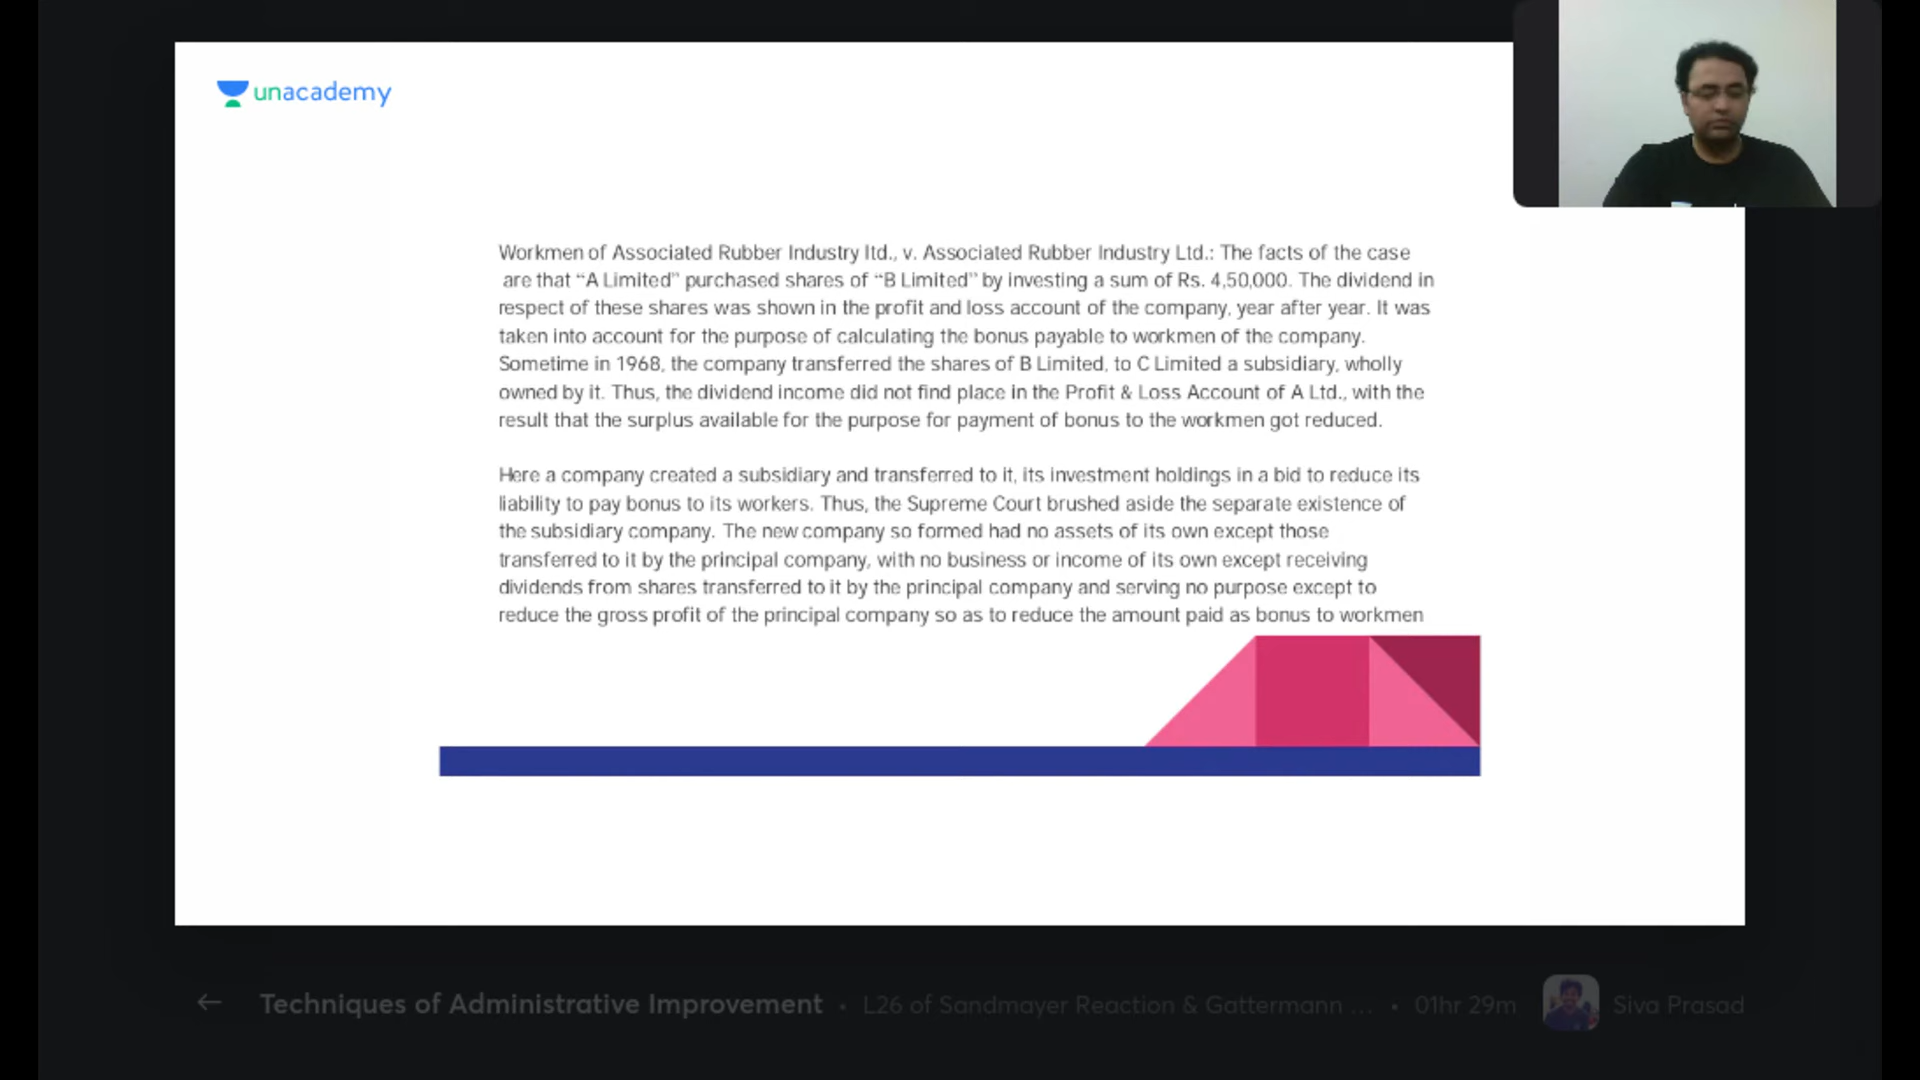 unacademy
Workmen of Associated Rubber Industry ltd., v. Associated Rubber Industry Ltd.: The facts of the case
are that “A Limited” purchased shares of “B Limited” by investing a sum of Rs. 4,50,000. The dividend in
respect of these shares was shown in the profit and loss account of the company, year after year. It was
taken into account for the purpose of calculating the bonus payable to workmen of the company.
Sometime in 1968, the company transferred the shares of B Limited, to C Limited a subsidiary, wholly
owned by it. Thus, the dividend income did not find place in the Profit & Loss Account of A Ltd., with the
result that the surplus available for the purpose for payment of bonus to the workmen got reduced.
Here a company created a subsidiary and transferred to it, its investment holdings in a bid to reduce its
liability to pay bonus to its workers. Thus, the Supreme Court brushed aside the separate existence of
the subsidiary company. The new company so formed had no assets of its own except those
transferred to it by the principal company, with no business or income of its own except receiving
dividends from shares transferred to it by the principal company and serving no purpose except to
reduce the gross profit of the principal company so as to reduce the amount paid as bonus to workmen
Techniques of Administrative Improvement • L26 of Sandmayer Reaction & Gattermann ... • 01hr 29m Siva Prasad